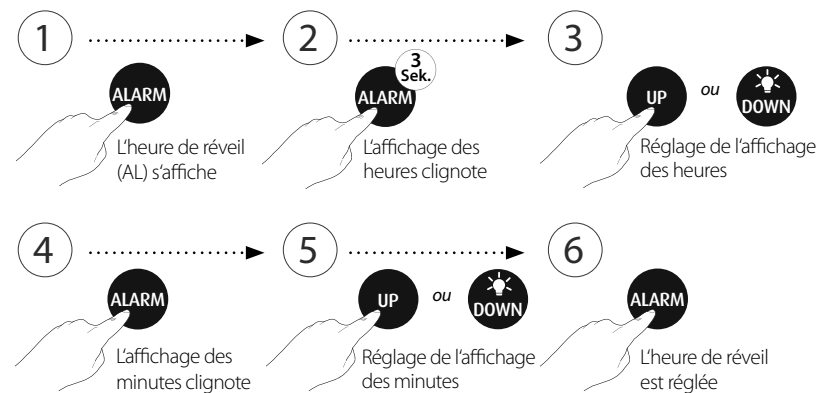 1
2
3
ALARM
3
Sek.
ALARM
UP
ou
DOWN
L'heure de réveil
(AL) s'affiche
L'affichage des
heures clignote
Réglage de l'affichage
des heures
4
5
6
ALARM
UP
ou
DOWN
ALARM
L'affichage des
minutes clignote
Réglage de l'affichage
des minutes
L'heure de réveil
est réglée